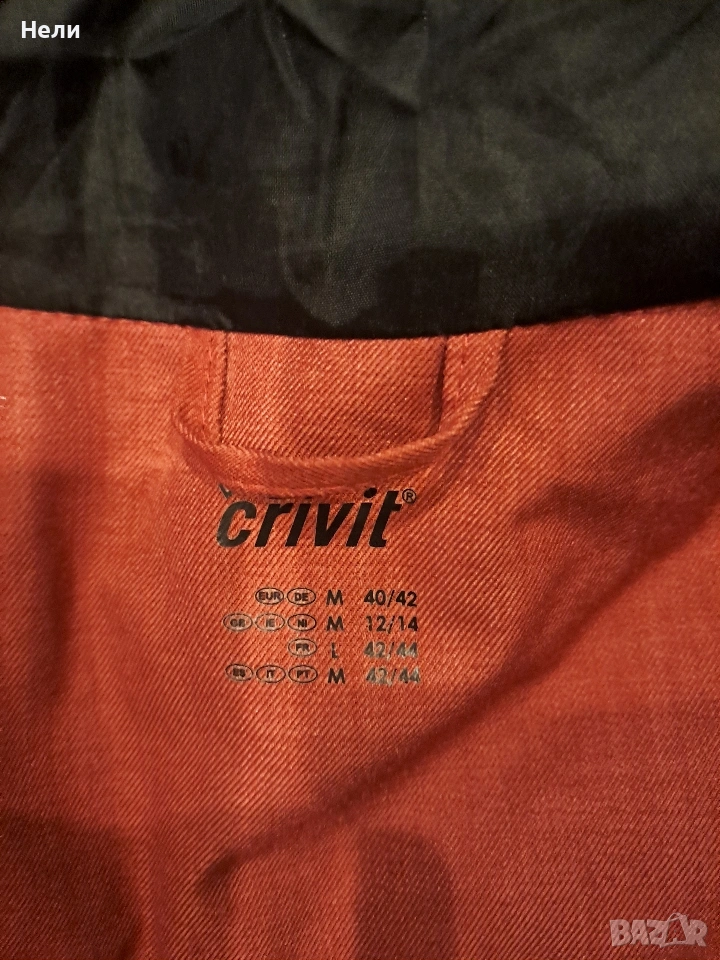 Нели
crivit®
EUR DE M 40/42
GB IE NI M 12/14
FR L 42/44
ES IT PT M 42/44
BAZAR